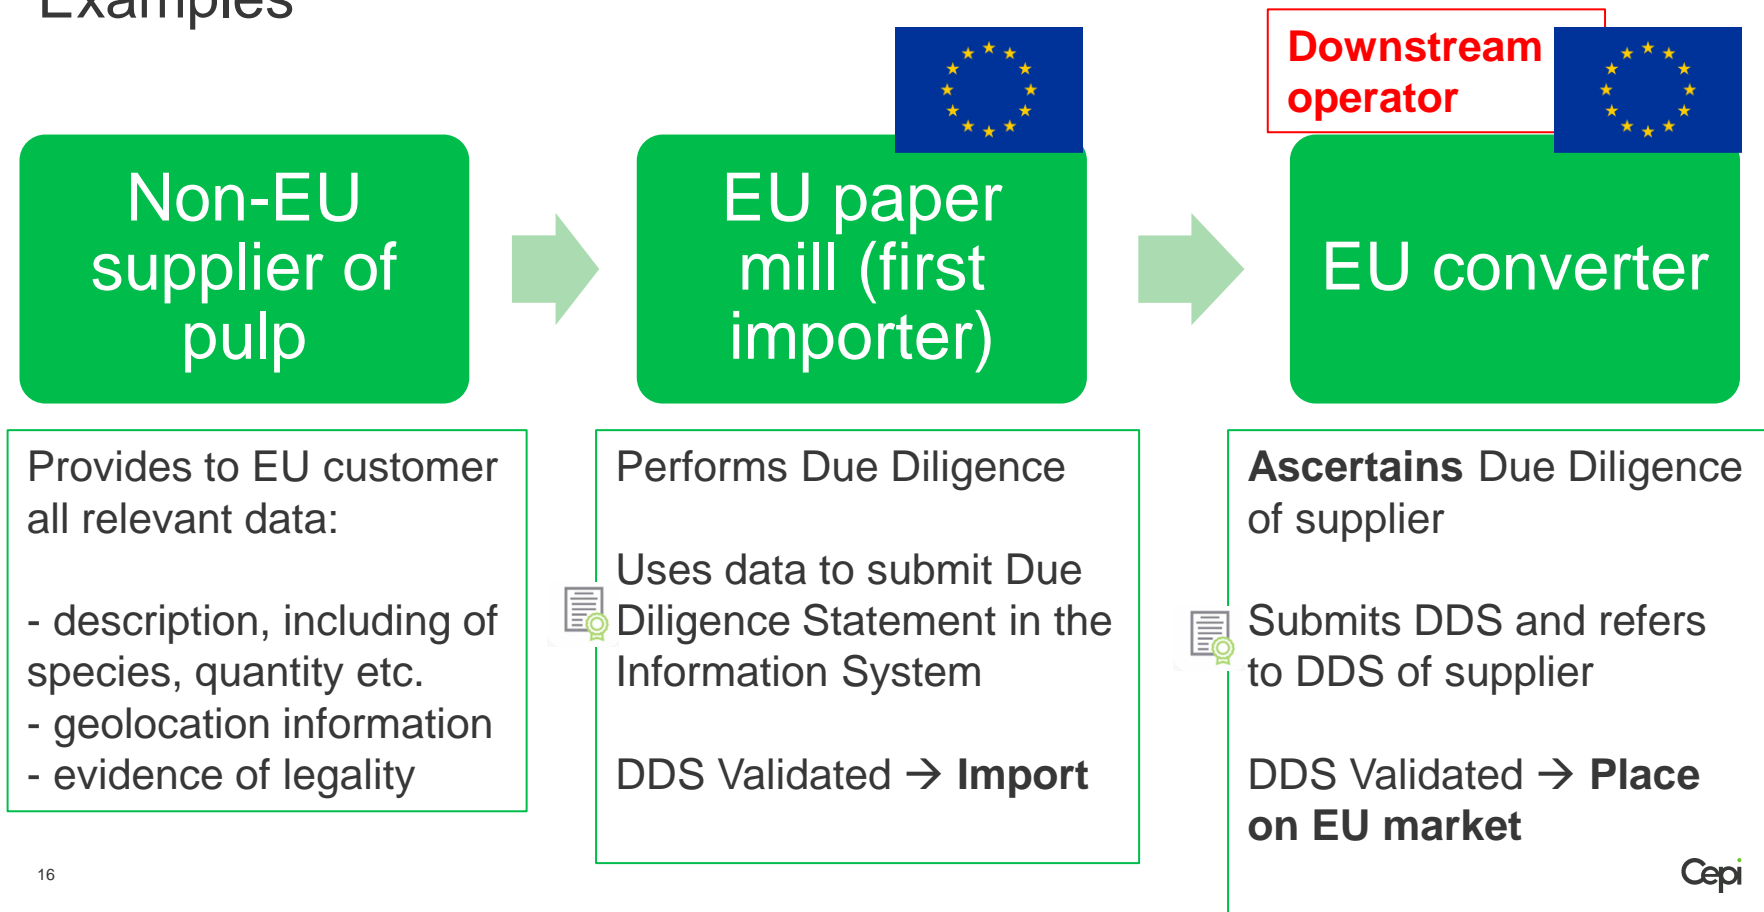 Examples
Downstream
operator
Non-EU
supplier of
pulp
EU paper
mill (first
importer)
EU converter
Provides to EU customer
all relevant data:
- description, including of
species, quantity etc.
- geolocation information
- evidence of legality
Performs Due Diligence
Uses data to submit Due
Diligence Statement in the
Information System
DDS Validated → Import
Ascertains Due Diligence
of supplier
Submits DDS and refers
to DDS of supplier
DDS Validated → Place
on EU market
16
Cepi